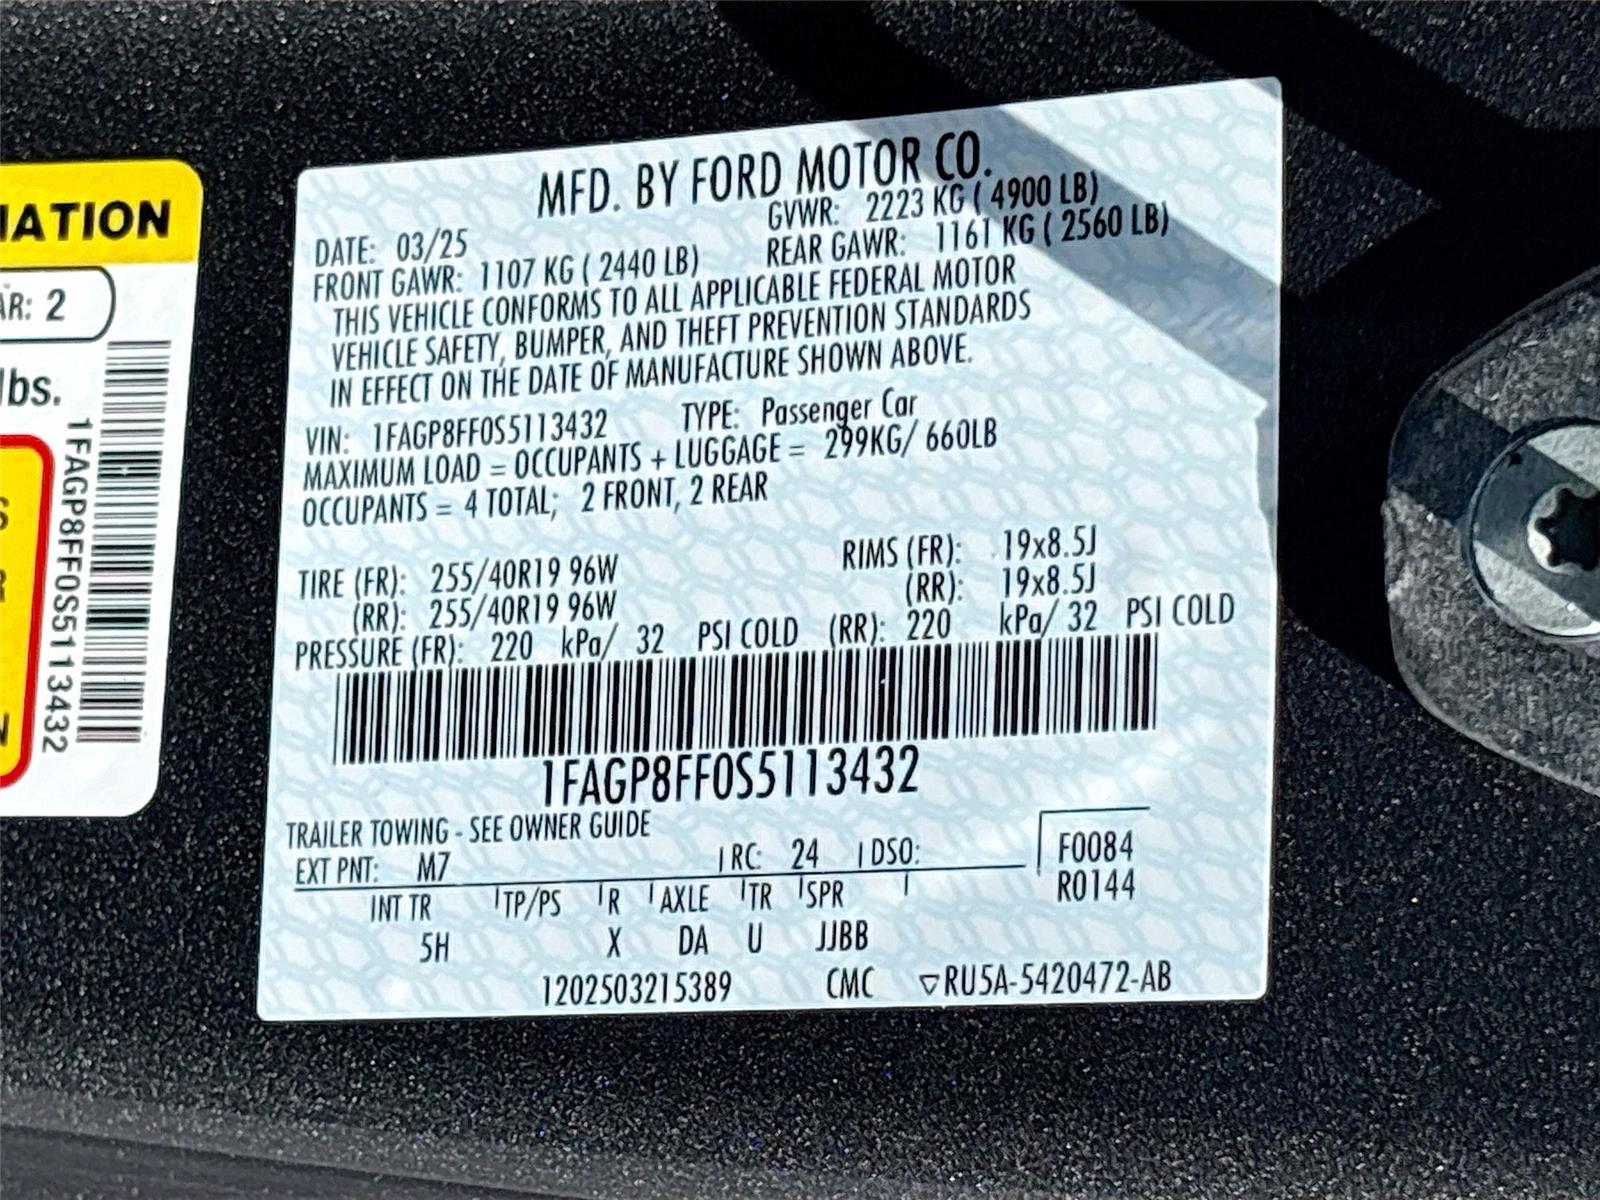 IATION
AR: 2
lbs.
1FAGP8FF0S5113432
MFD. BY FORD MOTOR CO.
DATE: 03/25 GVWR: 2223 KG ( 4900 LB)
FRONT GAWR: 1107 KG ( 2440 LB) REAR GAWR: 1161 KG ( 2560 LB)
THIS VEHICLE CONFORMS TO ALL APPLICABLE FEDERAL MOTOR
VEHICLE SAFETY, BUMPER, AND THEFT PREVENTION STANDARDS
IN EFFECT ON THE DATE OF MANUFACTURE SHOWN ABOVE.
VIN: 1FAGP8FF0S5113432 TYPE: Passenger Car
MAXIMUM LOAD = OCCUPANTS + LUGGAGE = 299KG/ 660LB
OCCUPANTS = 4 TOTAL; 2 FRONT, 2 REAR
TIRE (FR): 255/40R19 96W RIMS (FR): 19x8.5J
(RR): 255/40R19 96W (RR): 19x8.5J
PRESSURE (FR): 220 kPa/ 32 PSI COLD (RR): 220 kPa/ 32 PSI COLD
1FAGP8FF0S5113432
TRAILER TOWING - SEE OWNER GUIDE
EXT PNT: M7 RC: 24 DSO: F0084
R0144
INT TR TP/PS R AXLE TR SPR
5H X DA U JJBB
1202503215389 CMC ▽RU5A-5420472-AB